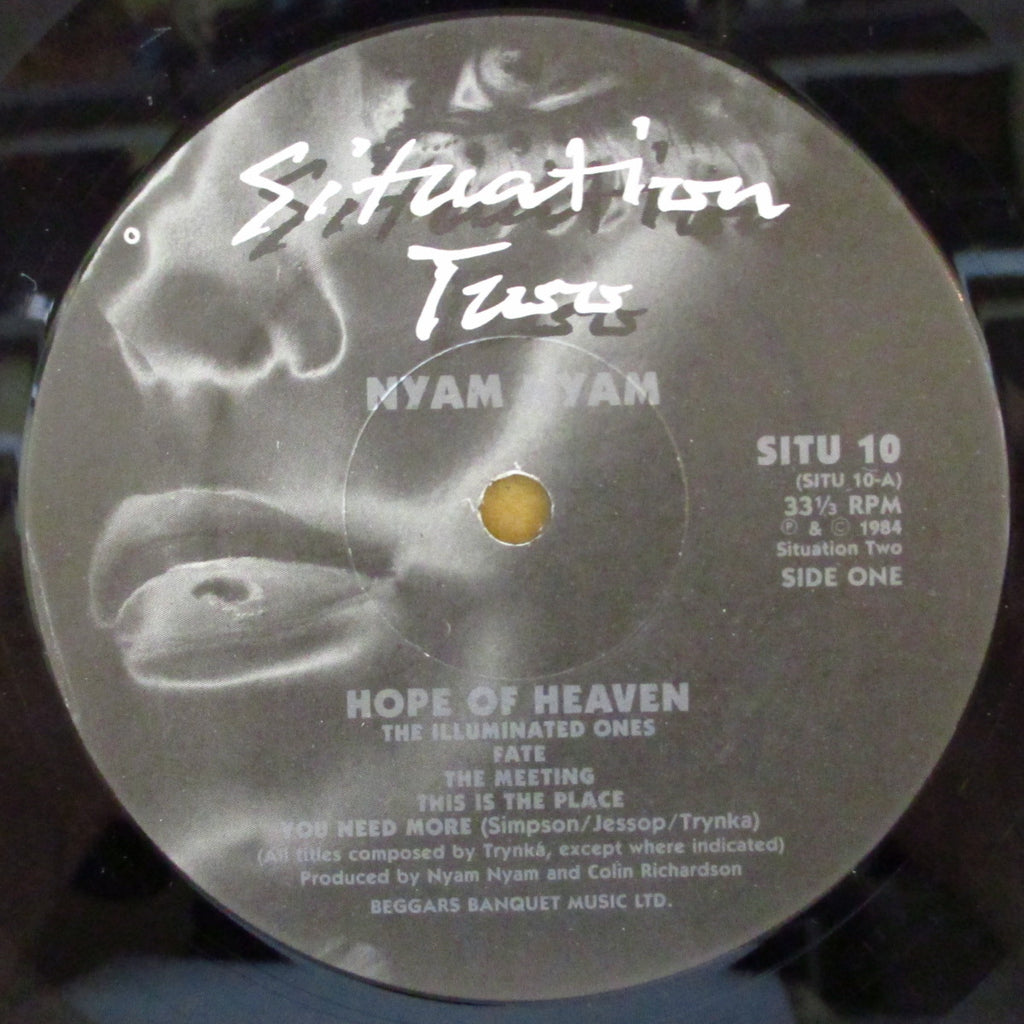 Situation
Two
NYAM NYAM
SITU 10
(SITU 10-A)
33⅓ RPM
Ⓟ & © 1984
Situation Two
SIDE ONE
HOPE OF HEAVEN
THE ILLUMINATED ONES
FATE
THE MEETING
THIS IS THE PLACE
YOU NEED MORE (Simpson/Jessop/Trynka)
(All titles composed by Trynka, except where indicated)
Produced by Nyam Nyam and Colin Richardson
BEGGARS BANQUET MUSIC LTD.